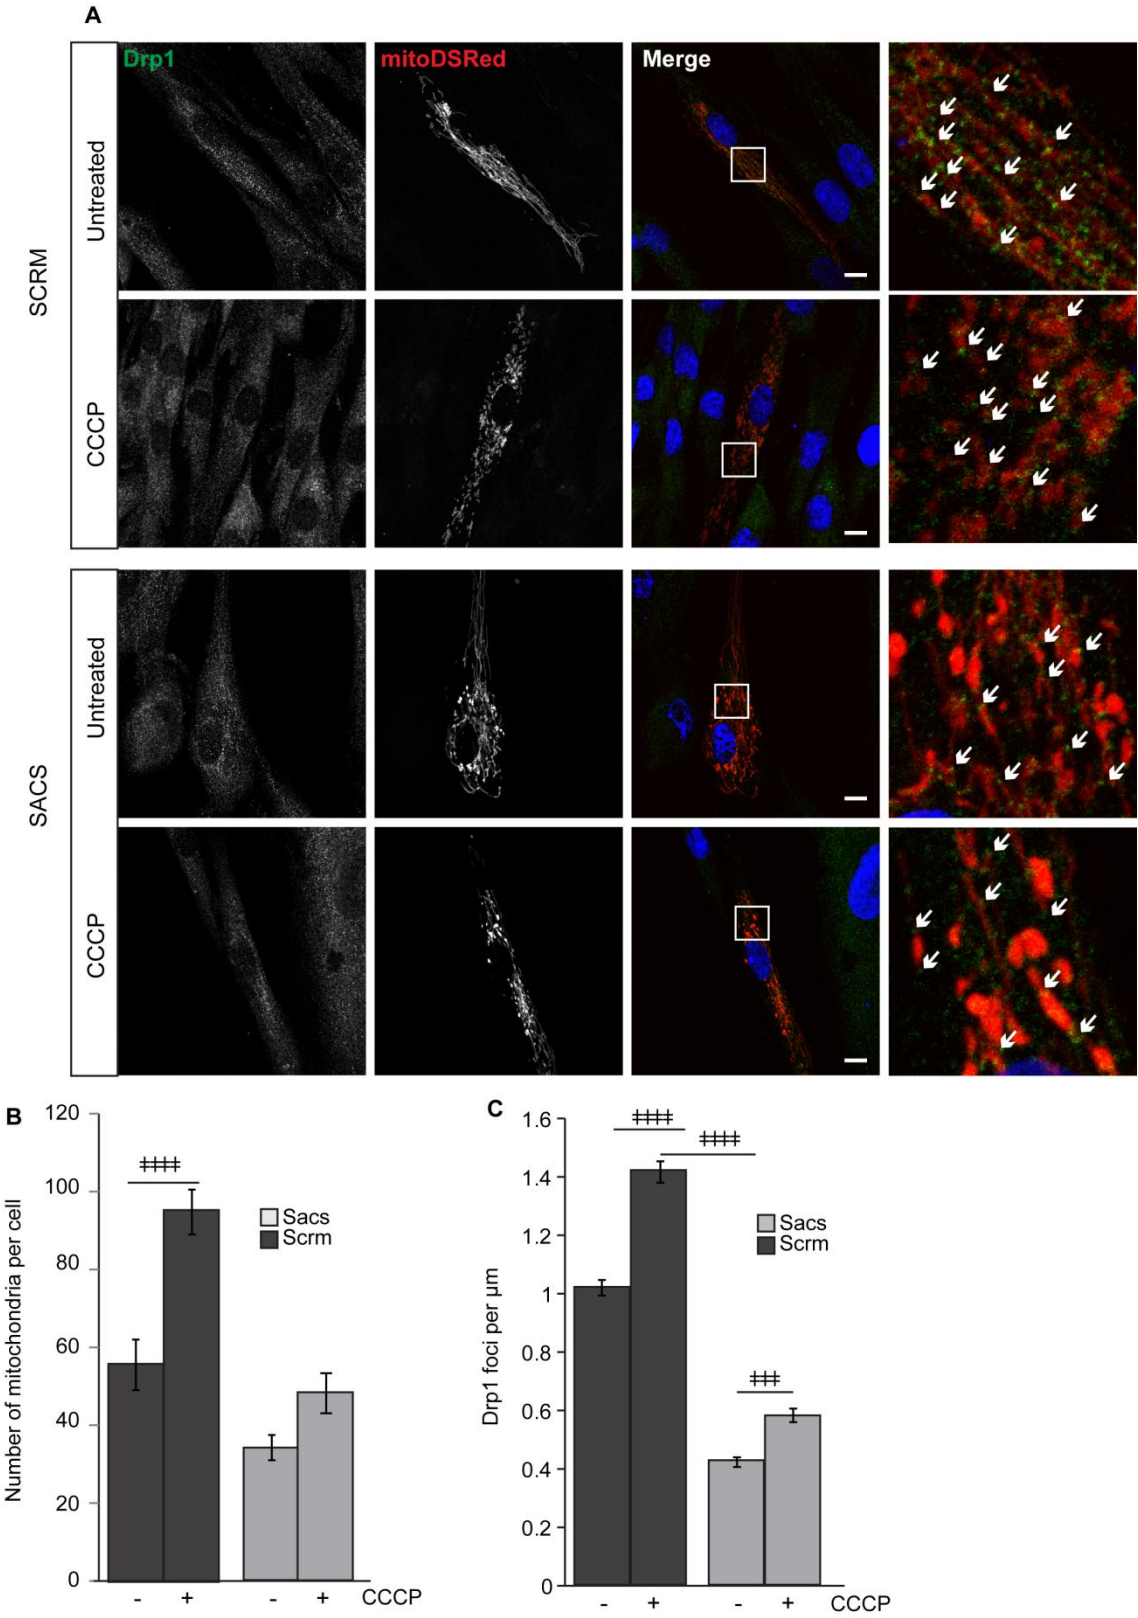 A
Drp1 mitoDSRed Merge
SCRM
Untreated
CCCP
SACS
Untreated
CCCP
B
Number of mitochondria per cell
120
100
80
60
40
20
0
‡‡‡‡
Sacs
Scrm
- + - + CCCP
C
Drp1 foci per µm
1.6
1.4
1.2
1
0.8
0.6
0.4
0.2
0
‡‡‡‡
‡‡‡‡
‡‡‡
Sacs
Scrm
- + - + CCCP